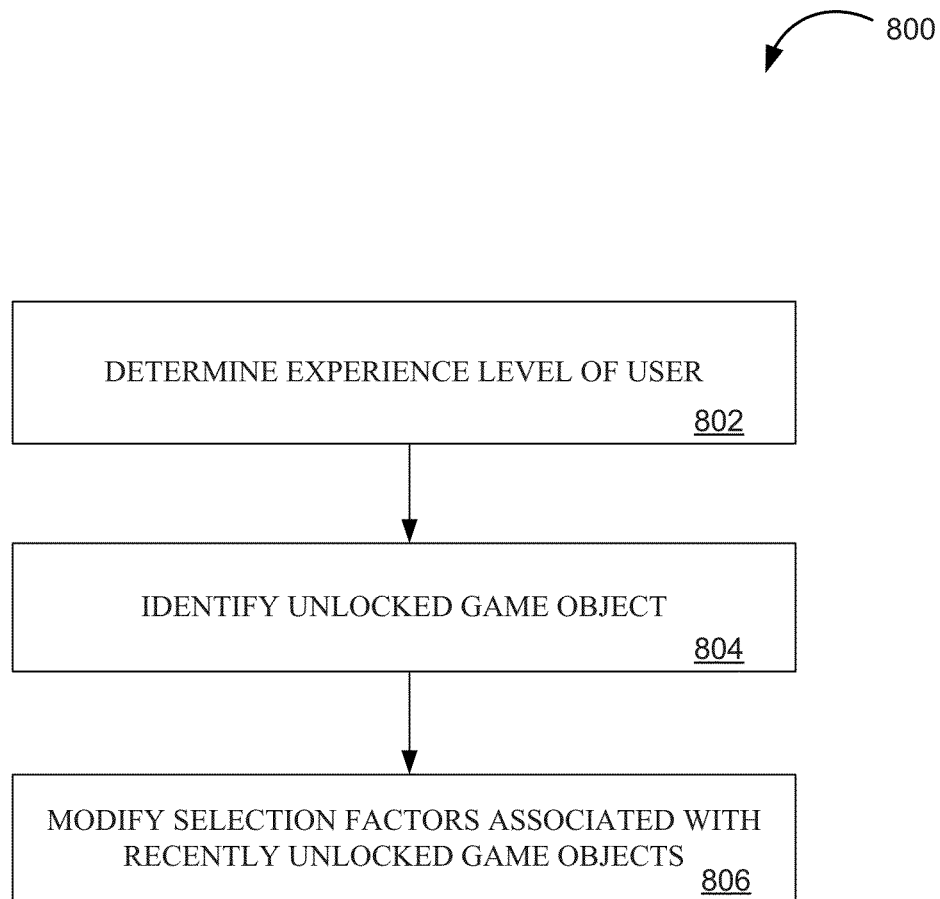 800
DETERMINE EXPERIENCE LEVEL OF USER
802
IDENTIFY UNLOCKED GAME OBJECT
804
MODIFY SELECTION FACTORS ASSOCIATED WITH
RECENTLY UNLOCKED GAME OBJECTS
806